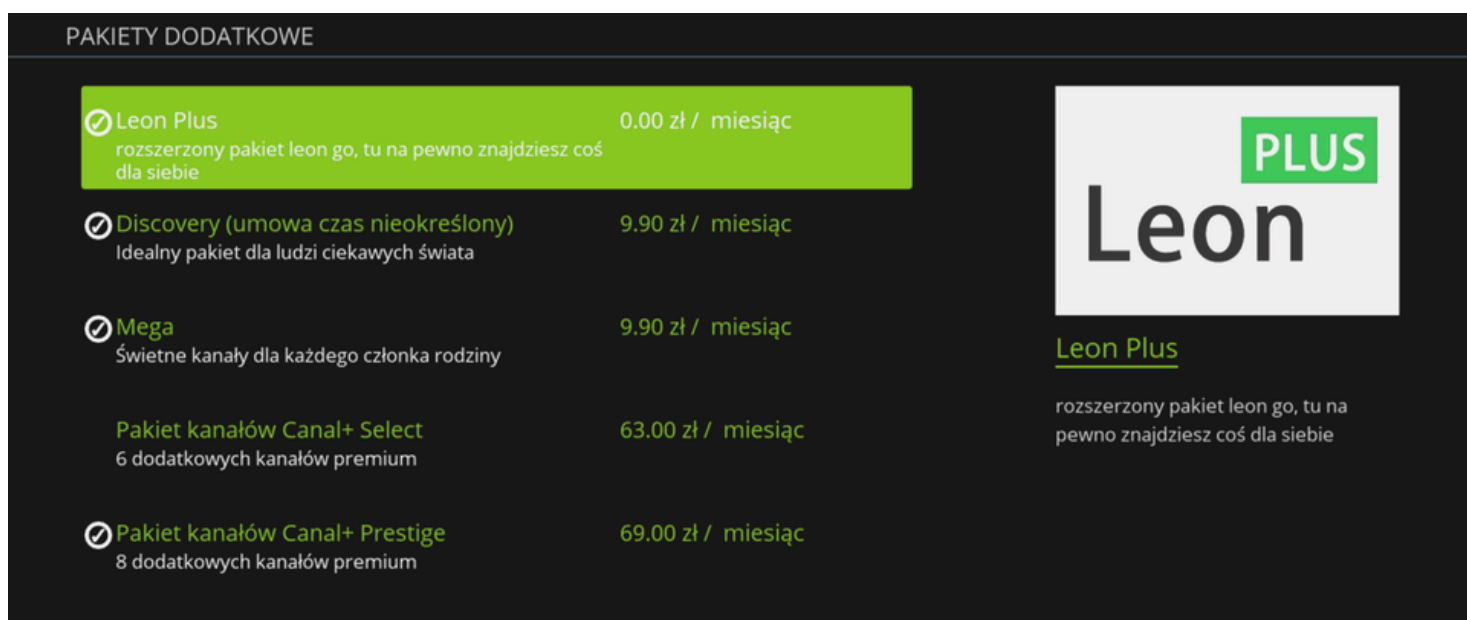 PAKIETY DODATKOWE
Leon Plus 0.00 zł / miesiąc
rozszerzony pakiet leon go, tu na pewno znajdziesz coś
dla siebie
Discovery (umowa czas nieokreślony) 9.90 zł / miesiąc
Idealny pakiet dla ludzi ciekawych świata
Mega 9.90 zł / miesiąc
Świetne kanały dla każdego członka rodziny
Pakiet kanałów Canal+ Select 63.00 zł / miesiąc
6 dodatkowych kanałów premium
Pakiet kanałów Canal+ Prestige 69.00 zł / miesiąc
8 dodatkowych kanałów premium
PLUS
Leon
Leon Plus
rozszerzony pakiet leon go, tu na
pewno znajdziesz coś dla siebie